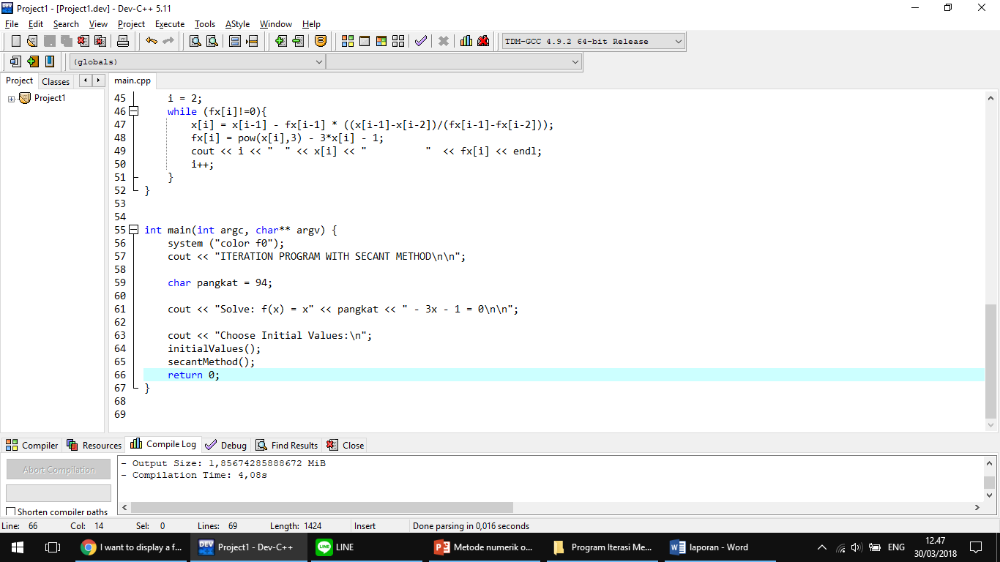 Project1 - [Project1.dev] - Dev-C++ 5.11
File Edit Search View Project Execute Tools AStyle Window Help
TDM-GCC 4.9.2 64-bit Release
(globals)
Project Classes main.cpp
Project1
45 i = 2;
46 while (fx[i]!=0){
47 x[i] = x[i-1] - fx[i-1] * ((x[i-1]-x[i-2])/(fx[i-1]-fx[i-2]));
48 fx[i] = pow(x[i],3) - 3*x[i] - 1;
49 cout << i << "  " << x[i] << "          "  << fx[i] << endl;
50 i++;
51 }
52 }
53
54
55 int main(int argc, char** argv) {
56 system ("color f0");
57 cout << "ITERATION PROGRAM WITH SECANT METHOD\n\n";
58
59 char pangkat = 94;
60
61 cout << "Solve: f(x) = x" << pangkat << " - 3x - 1 = 0\n\n";
62
63 cout << "Choose Initial Values:\n";
64 initialValues();
65 secantMethod();
66 return 0;
67 }
68
69
Compiler Resources Compile Log Debug Find Results Close
Abort Compilation
- Output Size: 1,85674285888672 MiB
- Compilation Time: 4,08s
Shorten compiler paths
Line: 66 Col: 14 Sel: 0 Lines: 69 Length: 1424 Insert Done parsing in 0,016 seconds
I want to display a f... Project1 - Dev-C++ LINE Metode numerik o... Program Iterasi Me... laporan - Word ENG 12.47
30/03/2018